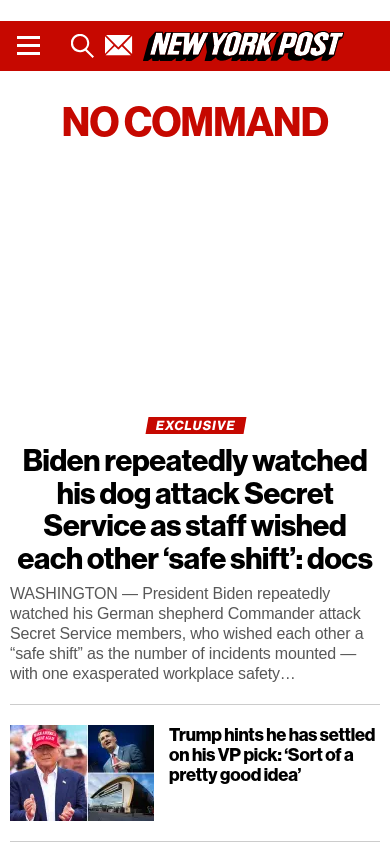 NEW YORK POST
NO COMMAND
EXCLUSIVE
Biden repeatedly watched
his dog attack Secret
Service as staff wished
each other ‘safe shift’: docs
WASHINGTON — President Biden repeatedly
watched his German shepherd Commander attack
Secret Service members, who wished each other a
“safe shift” as the number of incidents mounted —
with one exasperated workplace safety…
Trump hints he has settled
on his VP pick: ‘Sort of a
pretty good idea’